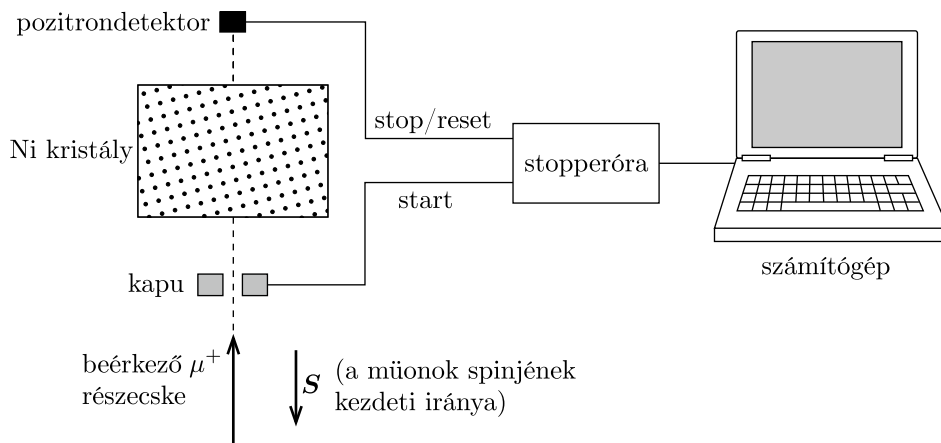 pozitrondetektor
Ni kristály
stop/reset
stopperóra
start
kapu
számítógép
beérkező μ⁺
részecske
S (a müonok spinjének
kezdeti iránya)